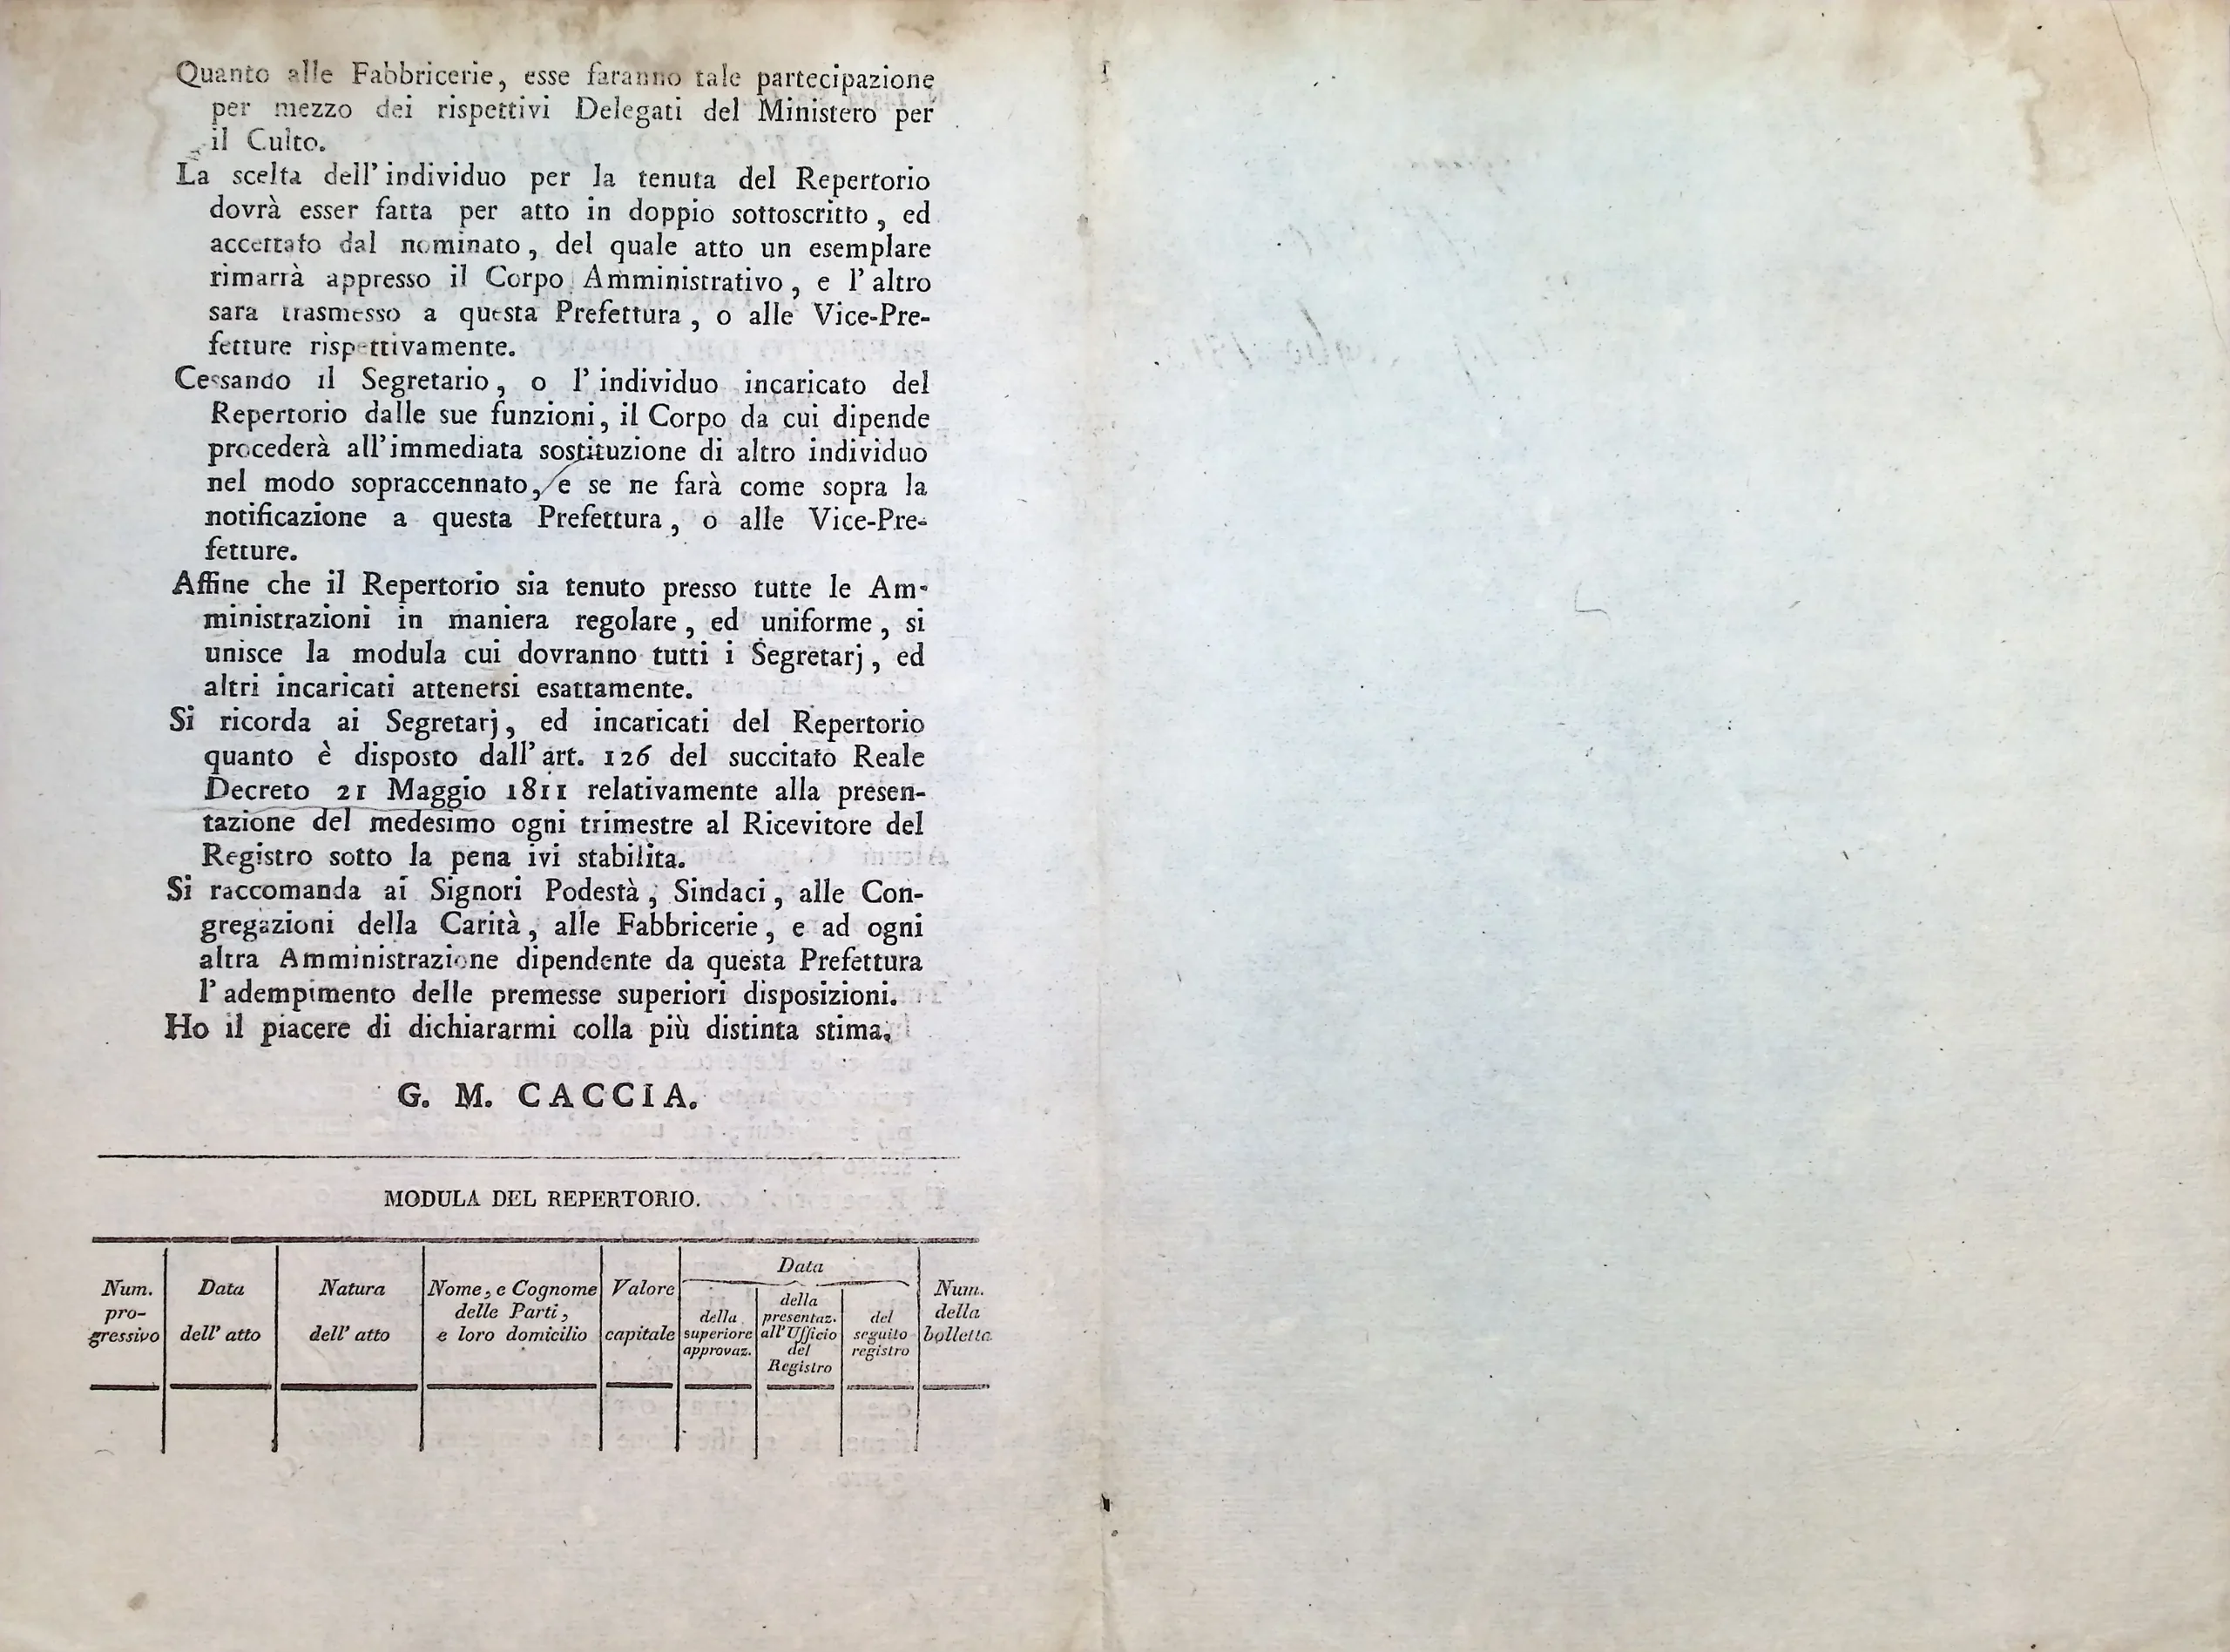 Quanto alle Fabbricerie, esse faranno tale partecipazione
per mezzo dei rispettivi Delegati del Ministero per
il Culto.
La scelta dell' individuo per la tenuta del Repertorio
dovrà esser fatta per atto in doppio sottoscritto, ed
accettato dal nominato, del quale atto un esemplare
rimarrà appresso il Corpo Amministrativo, e l' altro
sara trasmesso a questa Prefettura, o alle Vice-Pre-
fetture rispettivamente.
Cessando il Segretario, o l' individuo incaricato del
Repertorio dalle sue funzioni, il Corpo da cui dipende
procederà all' immediata sostituzione di altro individuo
nel modo sopraccennato, e se ne farà come sopra la
notificazione a questa Prefettura, o alle Vice-Pre-
fetture.
Affine che il Repertorio sia tenuto presso tutte le Am-
ministrazioni in maniera regolare, ed uniforme, si
unisce la modula cui dovranno tutti i Segretarj, ed
altri incaricati attenersi esattamente.
Si ricorda ai Segretarj, ed incaricati del Repertorio
quanto è disposto dall' art. 126 del succitato Reale
Decreto 21 Maggio 1811 relativamente alla presen-
tazione del medesimo ogni trimestre al Ricevitore del
Registro sotto la pena ivi stabilita.
Si raccomanda ai Signori Podestà, Sindaci, alle Con-
gregazioni della Carità, alle Fabbricerie, e ad ogni
altra Amministrazione dipendente da questa Prefettura
l' adempimento delle premesse superiori disposizioni.
Ho il piacere di dichiararmi colla più distinta stima.
G. M. CACCIA.
MODULA DEL REPERTORIO.
Num.
pro-
gressivo
Data
dell' atto
Natura
dell' atto
Nome, e Cognome
delle Parti,
e loro domicilio
Valore
capitale
Data
della
superiore
approvaz.
della
presentaz.
all' Ufficio
del
Registro
del
seguito
registro
Num.
della
bolletta